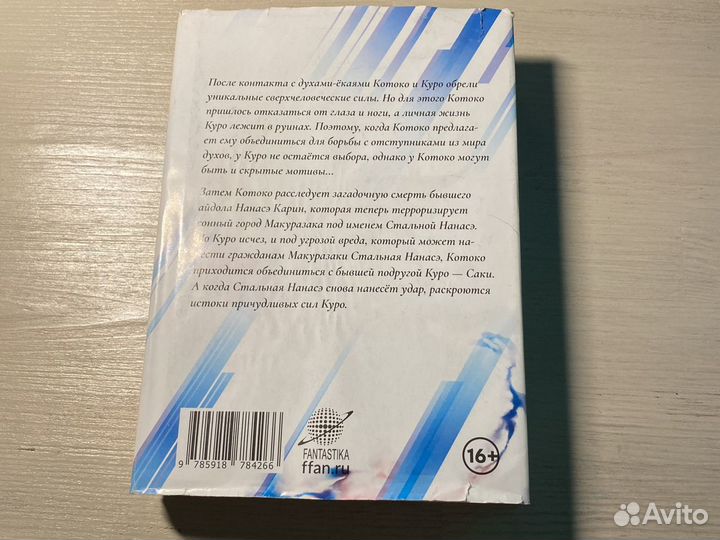 После контакта с духами-ёкаями Котоко и Куро обрели
уникальные сверхчеловеческие силы. Но для этого Котоко
пришлось отказаться от глаза и ноги, а личная жизнь
Куро лежит в руинах. Поэтому, когда Котоко предлага-
ет ему объединиться для борьбы с отступниками из мира
духов, у Куро не остаётся выбора, однако у Котоко могут
быть и скрытые мотивы...
Затем Котоко расследует загадочную смерть бывшего
айдола Нанасэ Карин, которая теперь терроризирует
сонный город Макуразака под именем Стальной Нанасэ.
Но Куро исчез, и под угрозой вреда, который может на-
нести гражданам Макуразаки Стальная Нанасэ, Котоко
приходится объединиться с бывшей подругой Куро — Саки.
А когда Стальная Нанасэ снова нанесёт удар, раскроются
истоки причудливых сил Куро.
9 785918 784266
FANTASTIKA
ffan.ru
16+
Avito